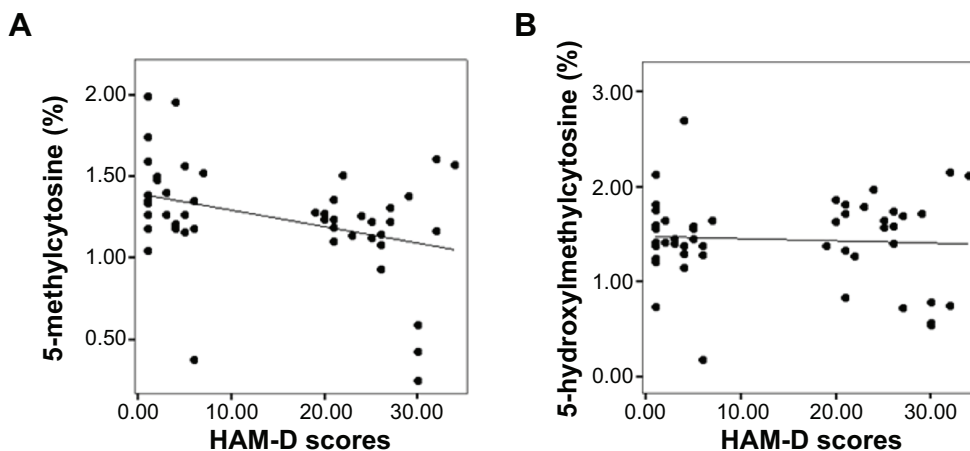 A
5-methylcytosine (%)
2.00
1.50
1.00
0.50
0.00
10.00
20.00
30.00
HAM-D scores
B
5-hydroxylmethylcytosine (%)
3.00
2.00
1.00
0.00
0.00
10.00
20.00
30.00
HAM-D scores